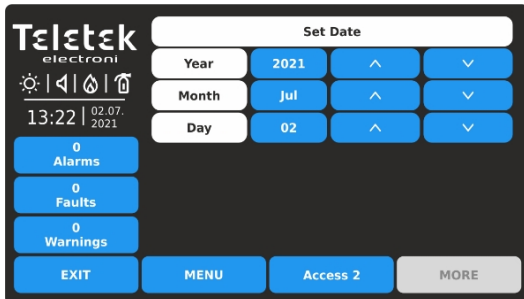 Teletek
electroni
13:22
02.07.
2021
0
Alarms
0
Faults
0
Warnings
Set Date
Year 2021
Month Jul
Day 02
EXIT MENU Access 2 MORE